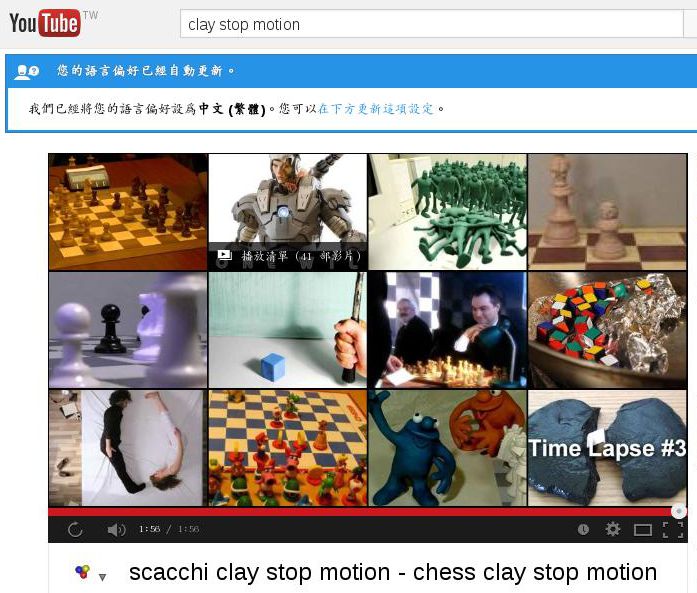 YouTube TW
clay stop motion
您的語言偏好已經自動更新。
我們已經將您的語言偏好設為中文 (繁體)。您可以在下方更新這項設定。
播放清單 (41 部影片)
Time Lapse #3
1:56 / 1:56
scacchi clay stop motion - chess clay stop motion